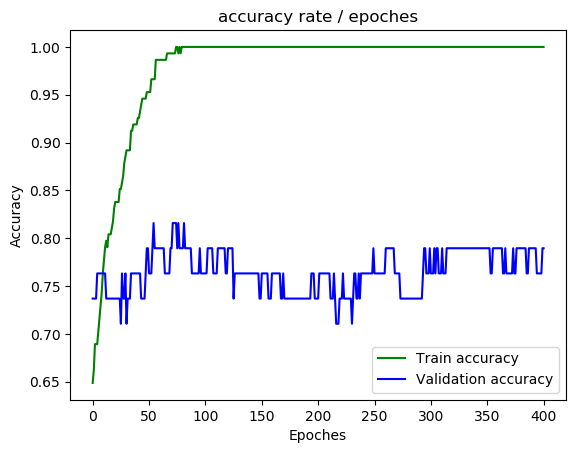 accuracy rate / epoches
Accuracy
1.00
0.95
0.90
0.85
0.80
0.75
0.70
0.65
Train accuracy
Validation accuracy
0 50 100 150 200 250 300 350 400
Epoches